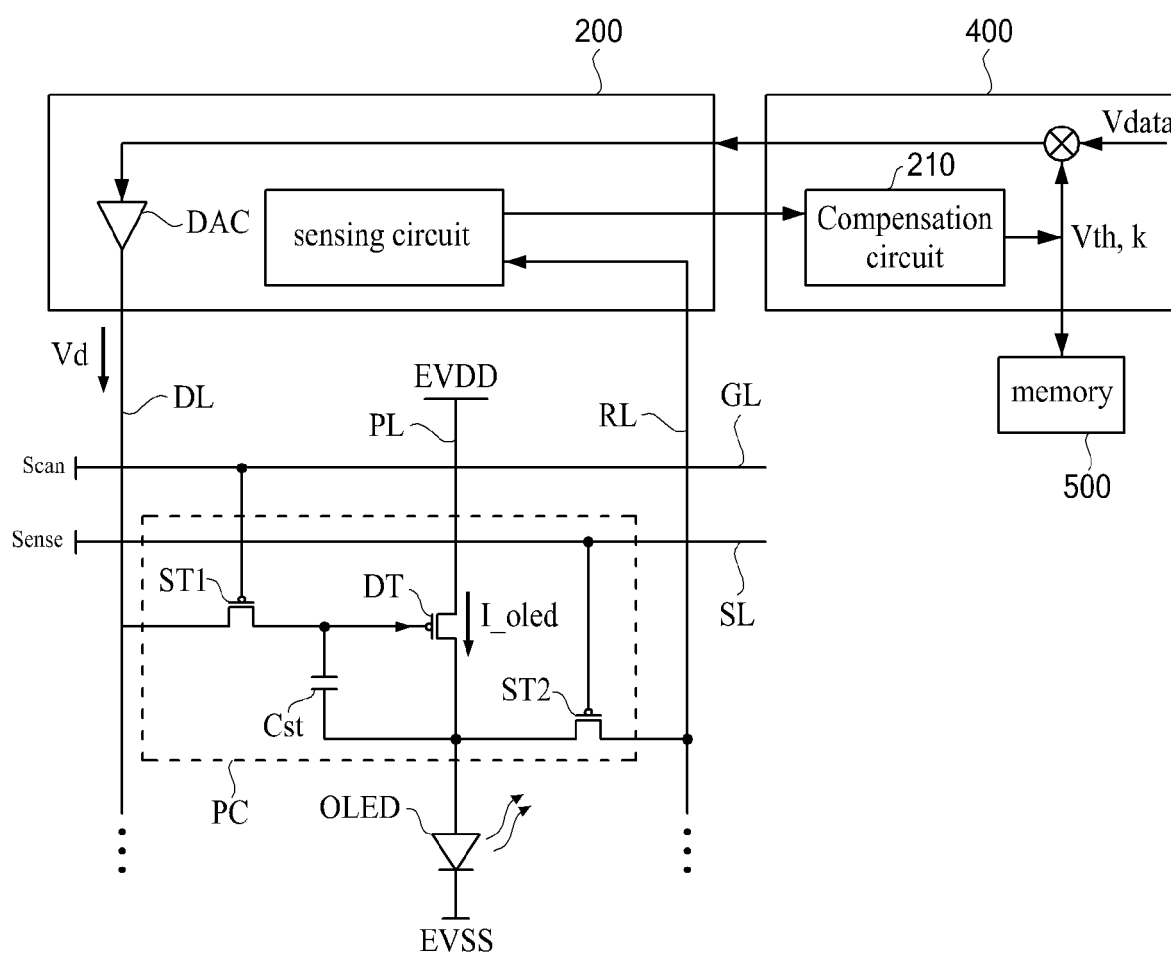 200
400
Vdata
210
DAC
sensing circuit
Compensation
circuit
Vth, k
Vd
EVDD
memory
DL
PL
RL
GL
Scan
500
Sense
ST1
DT
I_oled
SL
ST2
Cst
PC
OLED
EVSS